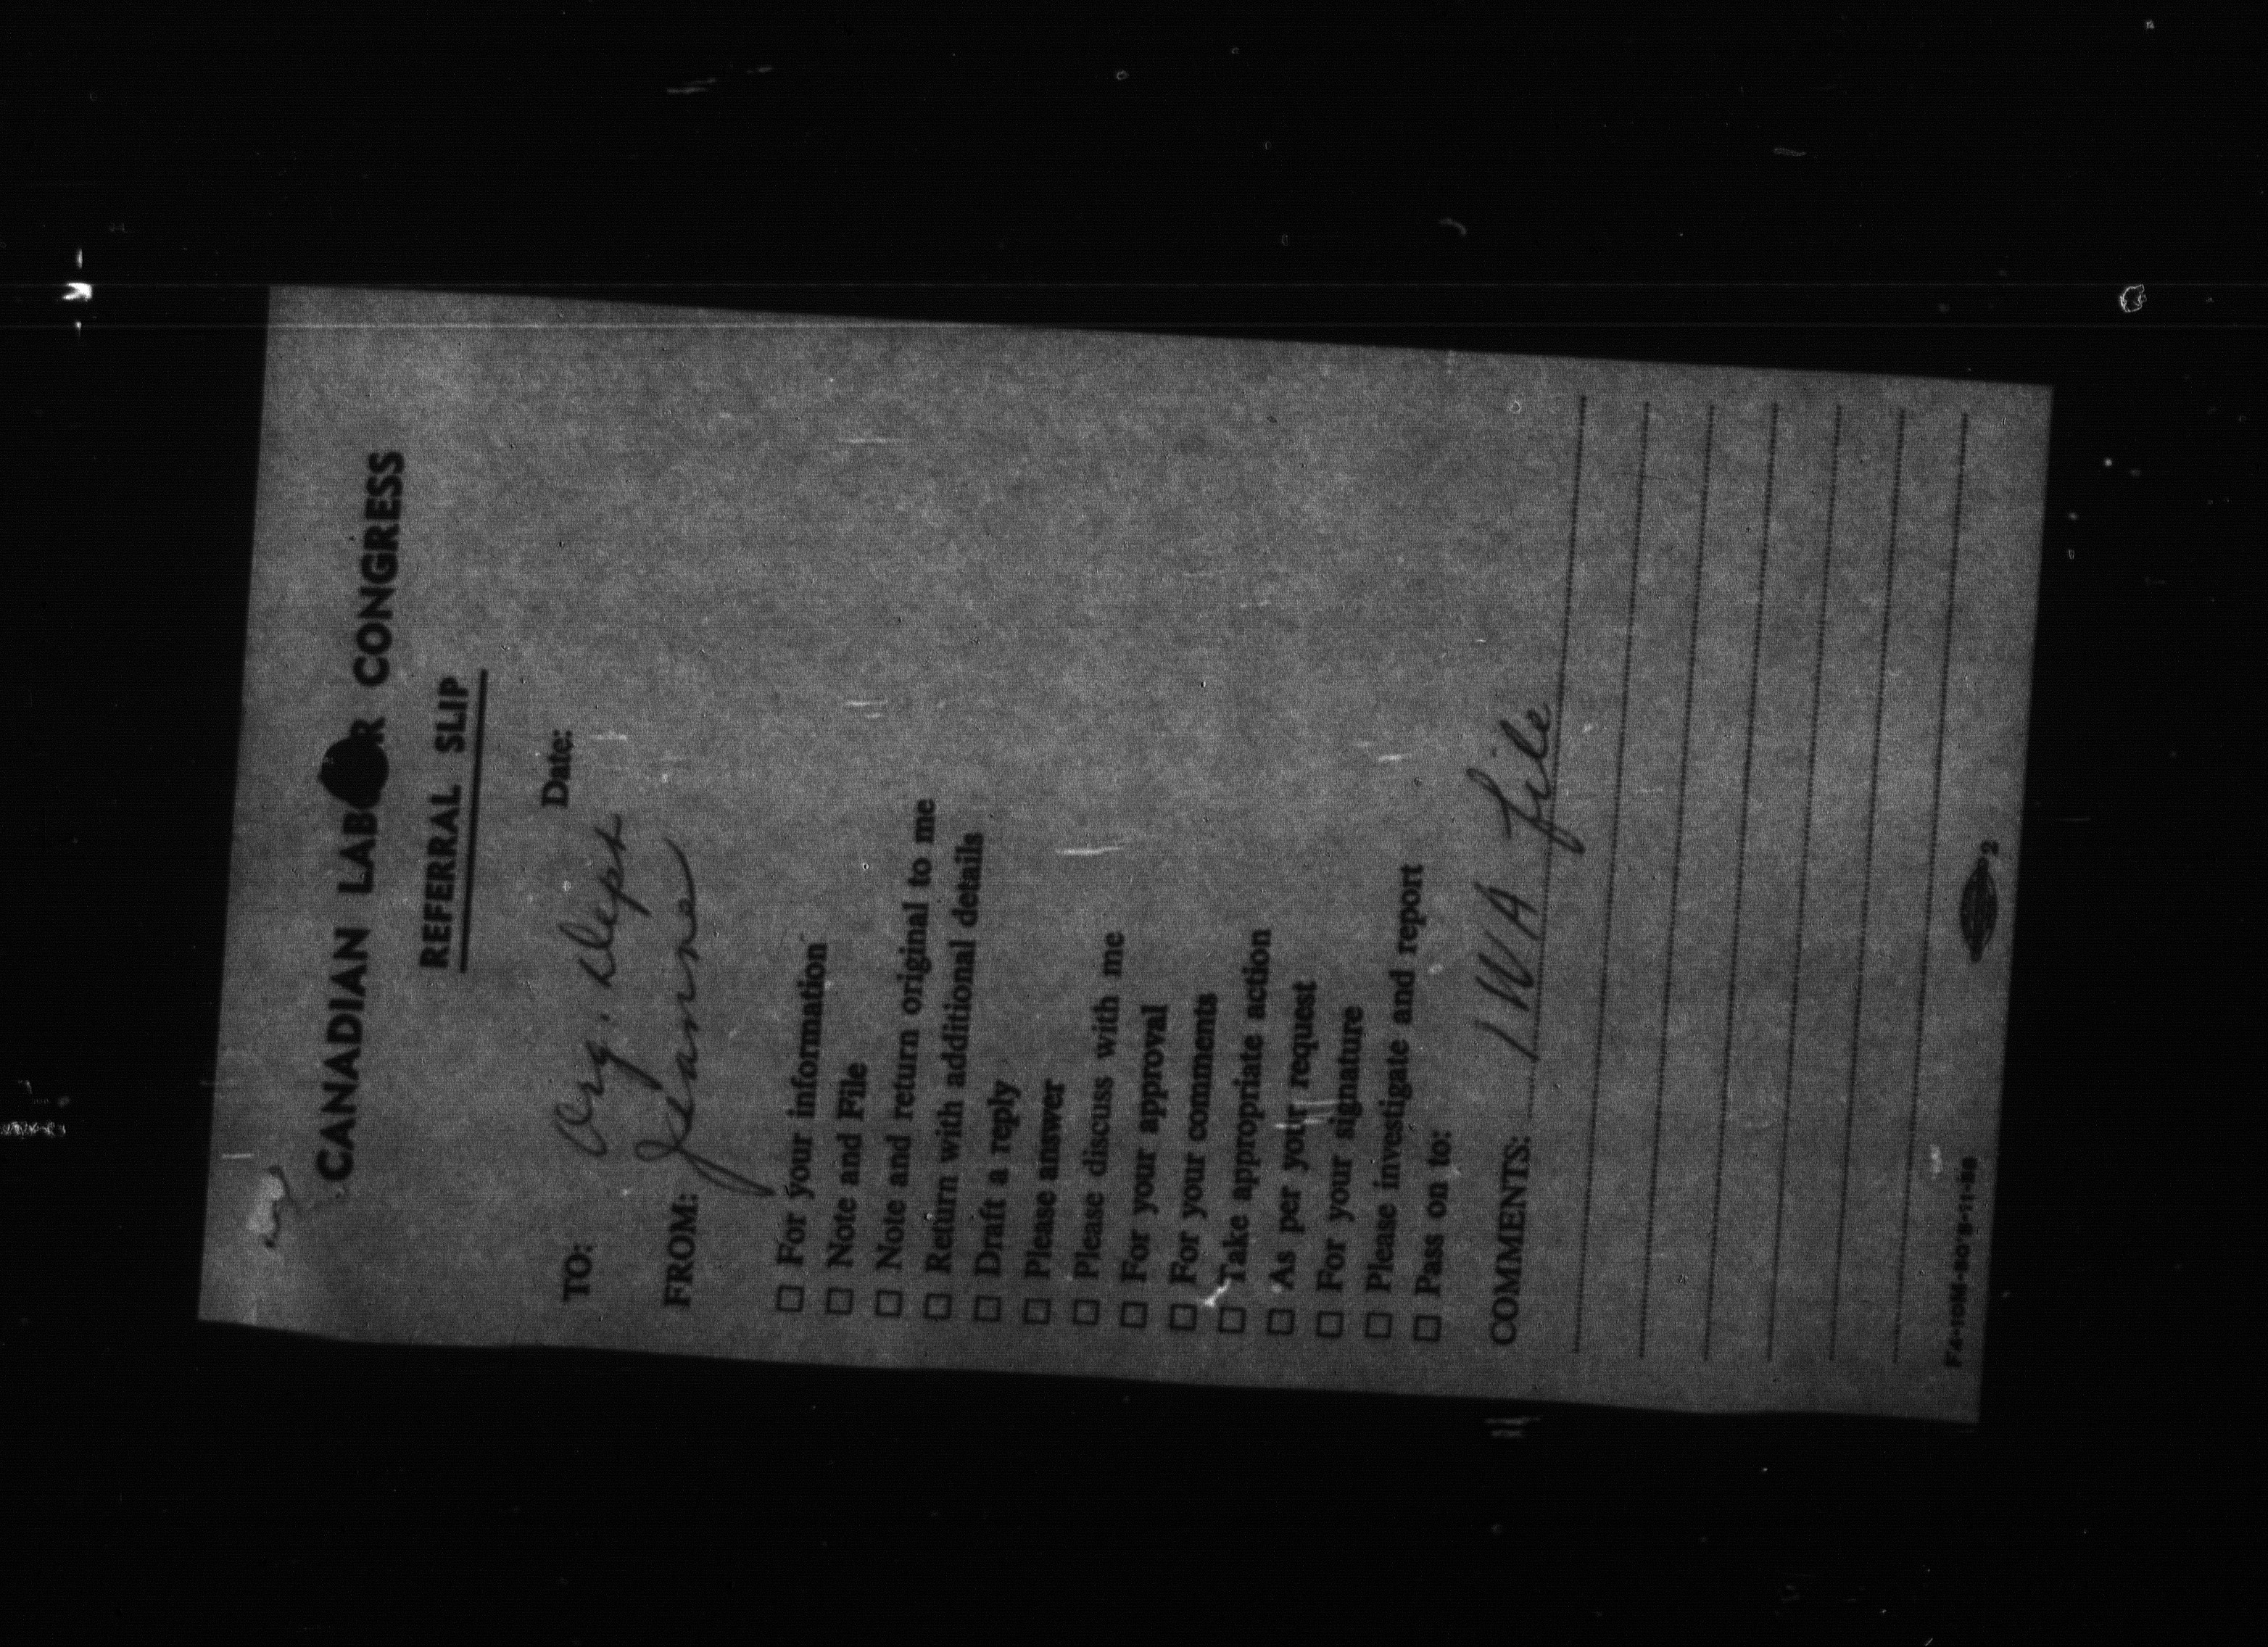 CANADIAN LABOR CONGRESS
REFERRAL SLIP
Date:
TO: Org. Dept
FROM: Jeanne
☐ For your information
☐ Note and File
☐ Note and return original to me
☐ Return with additional details
☐ Draft a reply
☐ Please answer
☐ Please discuss with me
☐ For your approval
☐ For your comments
☐ Take appropriate action
☐ As per your request
☐ For your signature
☐ Please investigate and report
☐ Pass on to:
COMMENTS: IWA file
2